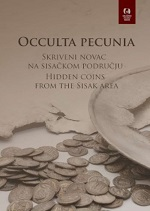 OCCULTA PECUNIA
SKRIVENI NOVAC
NA SISAČKOM PODRUČJU
HIDDEN COINS
FROM THE SISAK AREA